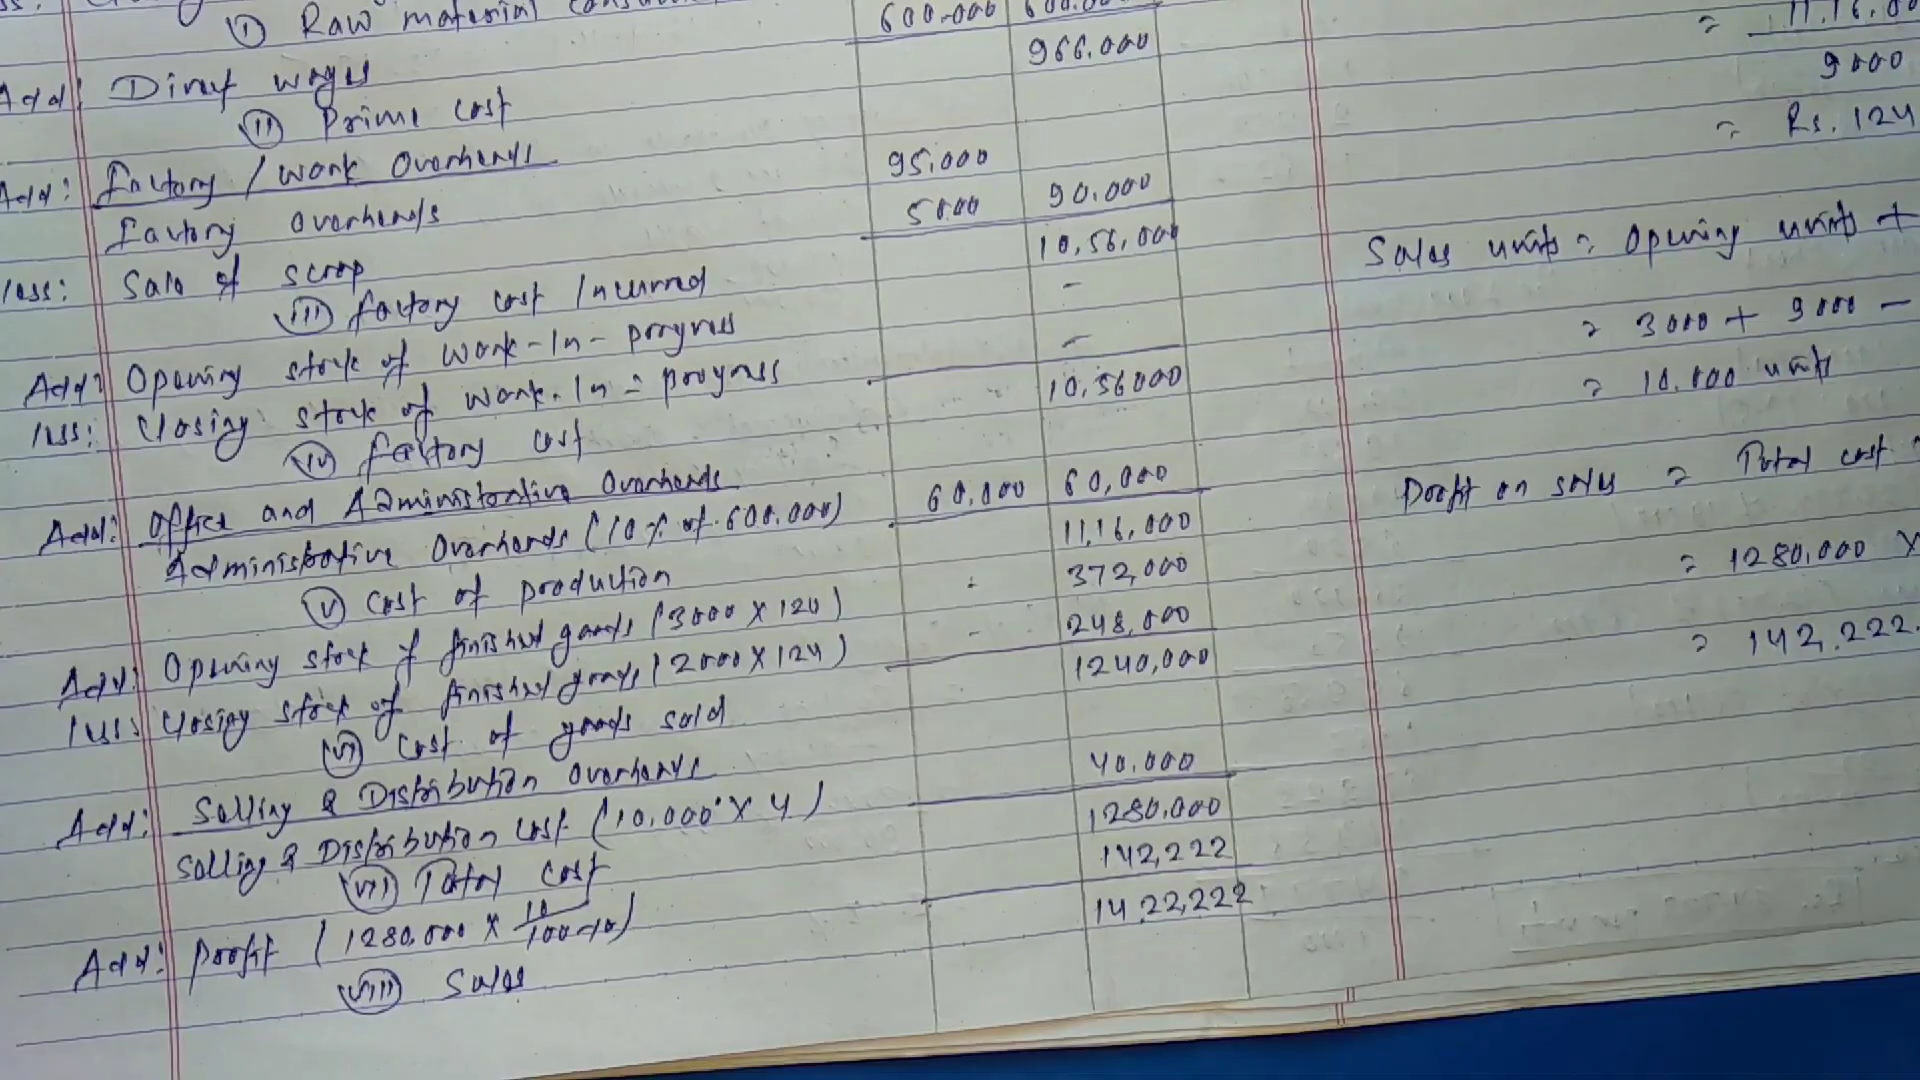 ① Raw material
600,000
966,000
Add: Direct wages
⑪ Prime cost
Add: Factory / Work Overheads
95,000
Factory overheads
5000 90,000
less: Sale of scrap
10,56,000
(iii) factory cost Incurred
-
Add: Opening stock of work-In-progress
-
less: Closing stock of work-In-progress
10,56000
(iv) factory cost
Add: Office and Administrative Overheads
60,000 60,000
Administrative Overheads (10% of 600,000)
11,16,000
(v) Cost of production
372,000
Add: Opening stock of finished goods (3000 X 124)
248,000
less: Closing stock of finished goods (2000 X 124)
1240,000
(vi) Cost of goods sold
Add: Selling & Distribution Overheads
40,000
Selling & Distribution cost (10,000 X 4)
1280,000
(vii) Total cost
142,222
Add: Profit (1280,000 X 10/100-10)
14,22,222
(viii) Sales
= 11,16,00
9000
= Rs. 124
Sales units = Opening units +
= 3000 + 9000 -
= 10,000 units
Profit on sales = Total cost
= 1280,000 X
= 142,222.